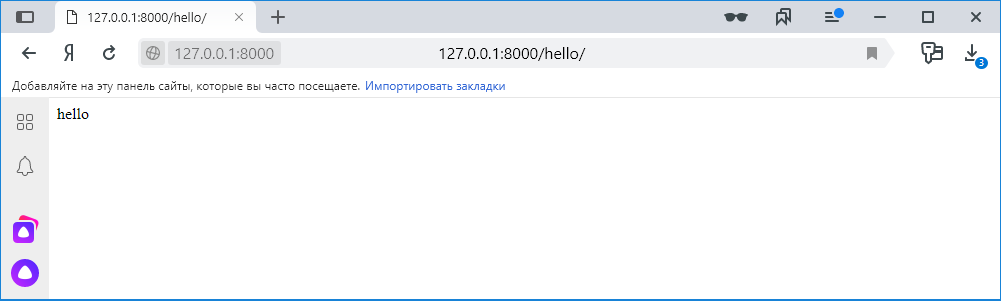 127.0.0.1:8000/hello/
Я 127.0.0.1:8000 127.0.0.1:8000/hello/ 3
Добавляйте на эту панель сайты, которые вы часто посещаете. Импортировать закладки
hello